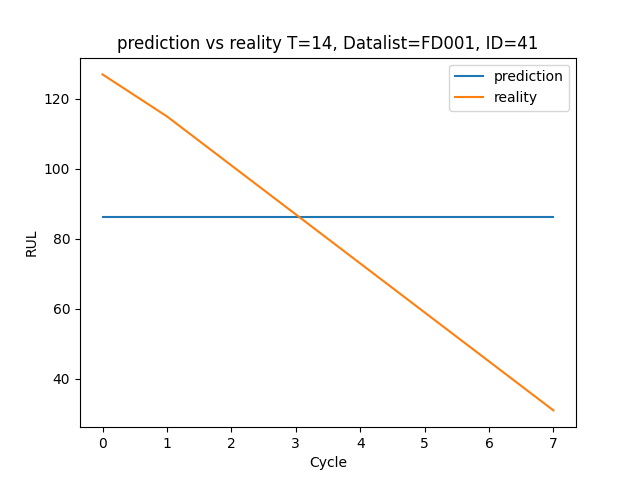 prediction vs reality T=14, Datalist=FD001, ID=41
prediction
reality
120
100
80
60
40
RUL
0 1 2 3 4 5 6 7
Cycle